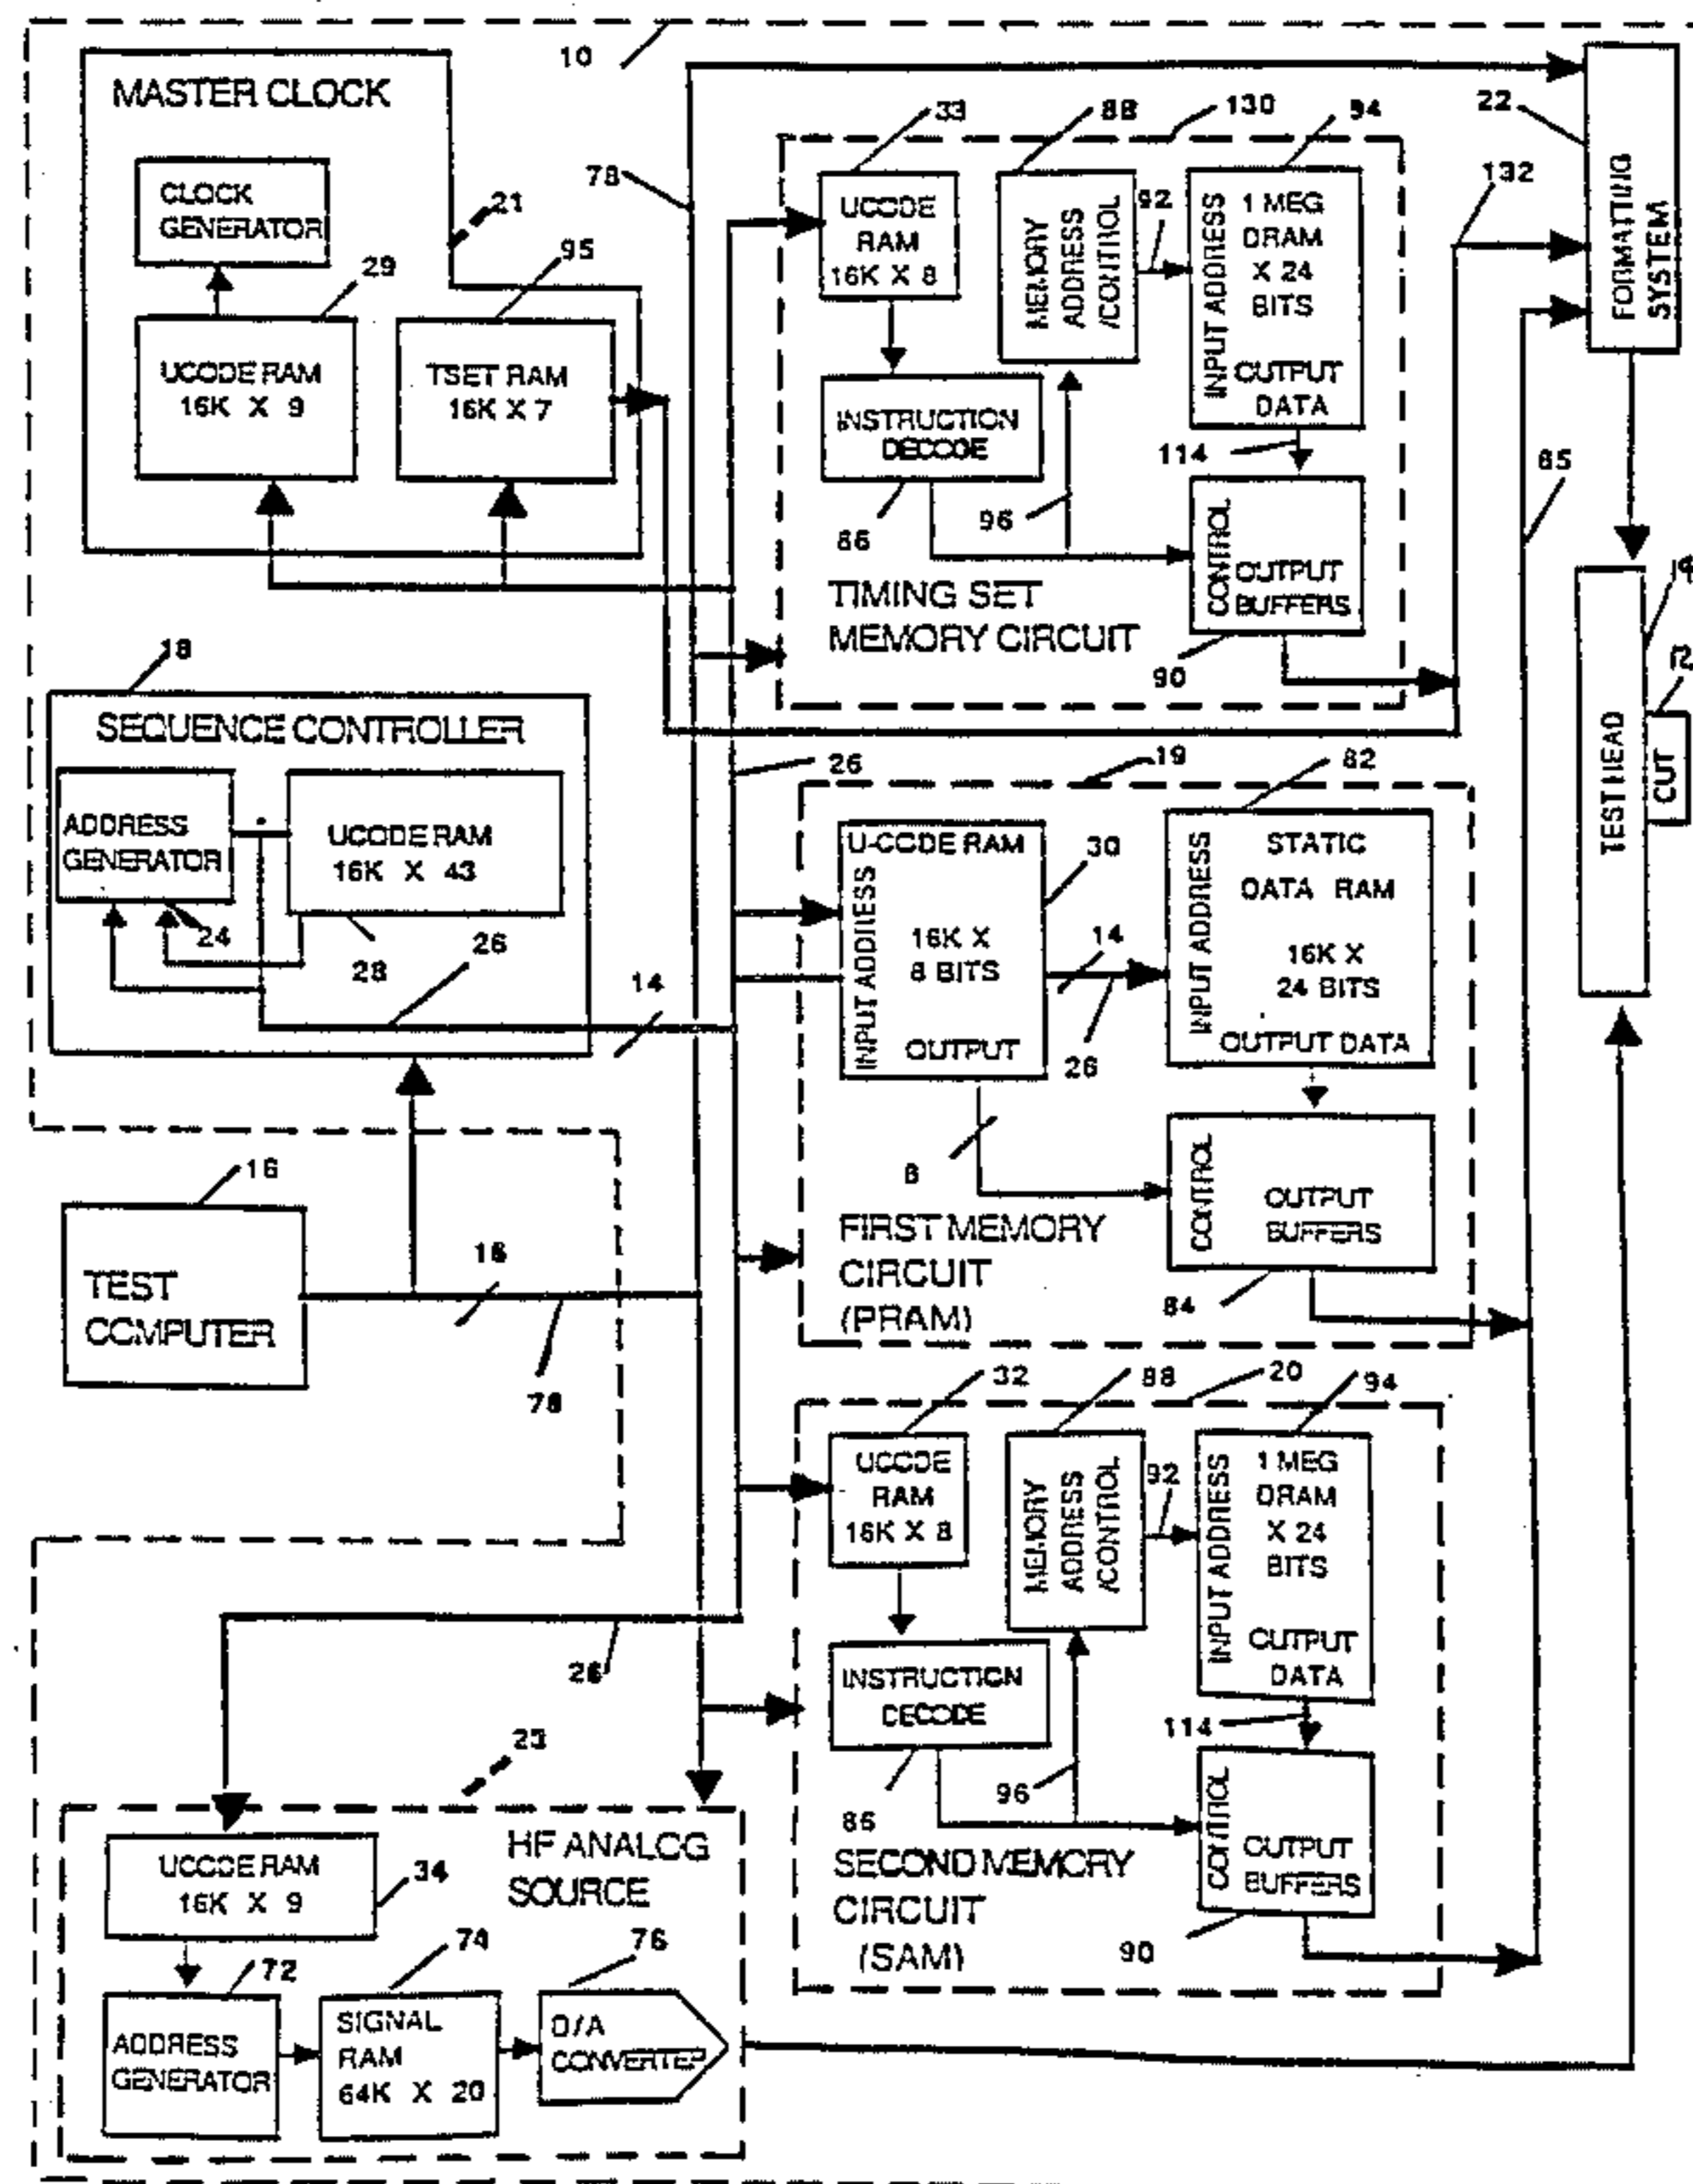 10
MASTER CLOCK
CLOCK
GENERATOR
21
29
95
UCODE RAM
16K X 9
TSET RAM
16K X 7
78
33
88
130
94
UCODE
RAM
16K X 8
MEMORY
ADDRESS
/CONTROL
92
INPUT ADDRESS
1 MEG
DRAM
X 24
BITS
OUTPUT
DATA
INSTRUCTION
DECODE
86
96
114
CONTROL
OUTPUT
BUFFERS
90
TIMING SET
MEMORY CIRCUIT
22
FORMATTING
SYSTEM
132
85
TEST HEAD
12
CUT
18
SEQUENCE CONTROLLER
ADDRESS
GENERATOR
UCODE RAM
16K X 43
24
28
26
14
26
19
82
U-CODE RAM
INPUT ADDRESS
16K X
8 BITS
OUTPUT
30
14
26
INPUT ADDRESS
STATIC
DATA RAM
16K X
24 BITS
OUTPUT DATA
8
CONTROL
OUTPUT
BUFFERS
84
FIRST MEMORY
CIRCUIT
(PRAM)
16
TEST
COMPUTER
16
78
32
88
20
94
UCODE
RAM
16K X 8
MEMORY
ADDRESS
/CONTROL
92
INPUT ADDRESS
1 MEG
DRAM
X 24
BITS
OUTPUT
DATA
INSTRUCTION
DECODE
86
96
114
CONTROL
OUTPUT
BUFFERS
90
SECOND MEMORY
CIRCUIT
(SAM)
26
23
HF ANALOG
SOURCE
UCODE RAM
16K X 9
34
72
ADDRESS
GENERATOR
74
SIGNAL
RAM
64K X 20
76
D/A
CONVERTER